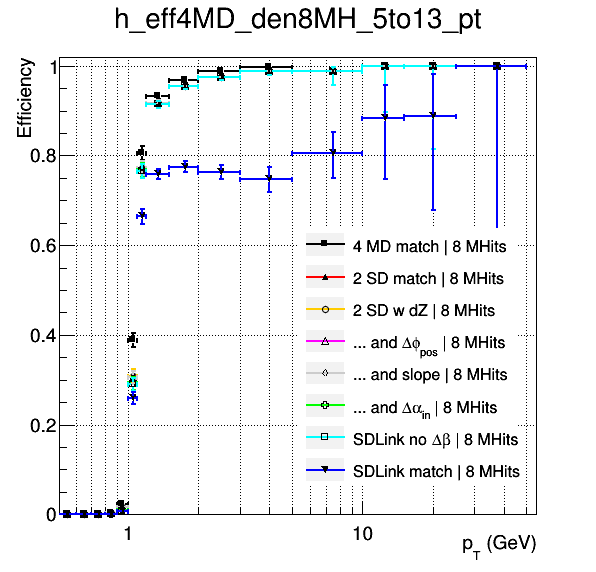 h_eff4MD_den8MH_5to13_pt
Efficiency
1
0.8
0.6
0.4
0.2
0
4 MD match | 8 MHits
2 SD match | 8 MHits
2 SD w dZ | 8 MHits
... and Δϕpos | 8 MHits
... and slope | 8 MHits
... and Δαin | 8 MHits
SDLink no Δβ | 8 MHits
SDLink match | 8 MHits
1 10
pT (GeV)